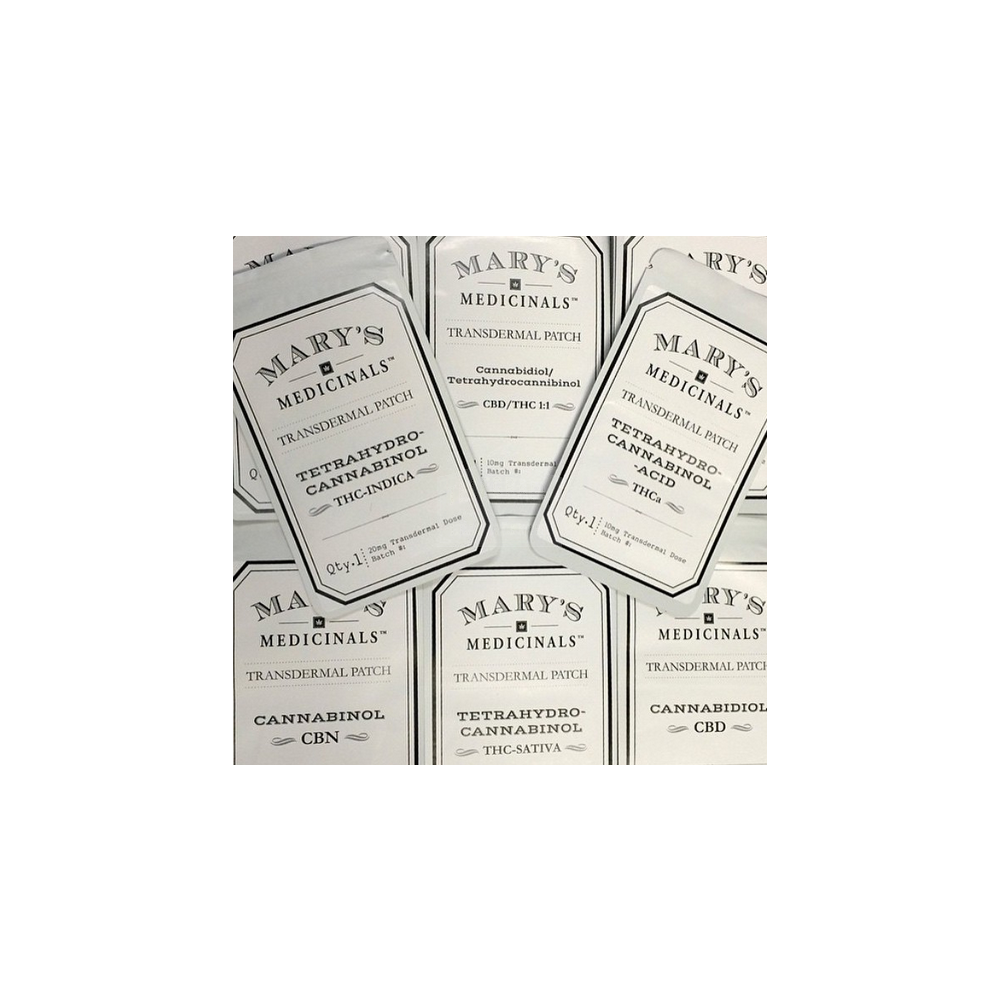 MARY'S
MEDICINALS™
TRANSDERMAL PATCH
TETRAHYDRO-
CANNABINOL
THC-INDICA
Qty.1
20mg Transdermal Dose
Batch #:
MARY'S
MEDICINALS™
TRANSDERMAL PATCH
Cannabidiol/
Tetrahydrocannibinol
CBD/THC 1:1
10mg Transdermal
Batch #:
MARY'S
MEDICINALS™
TRANSDERMAL PATCH
TETRAHYDRO-
CANNABINOL
-ACID
THCa
Qty.1
10mg Transdermal Dose
Batch #:
MARY'S
MARY'S
MA S
MEDICINALS™
TRANSDERMAL PATCH
CANNABINOL
CBN
MARY'S
MEDICINALS™
TRANSDERMAL PATCH
TETRAHYDRO-
CANNABINOL
THC-SATIVA
RY'S
MEDICINALS™
TRANSDERMAL PATCH
CANNABIDIOL
CBD